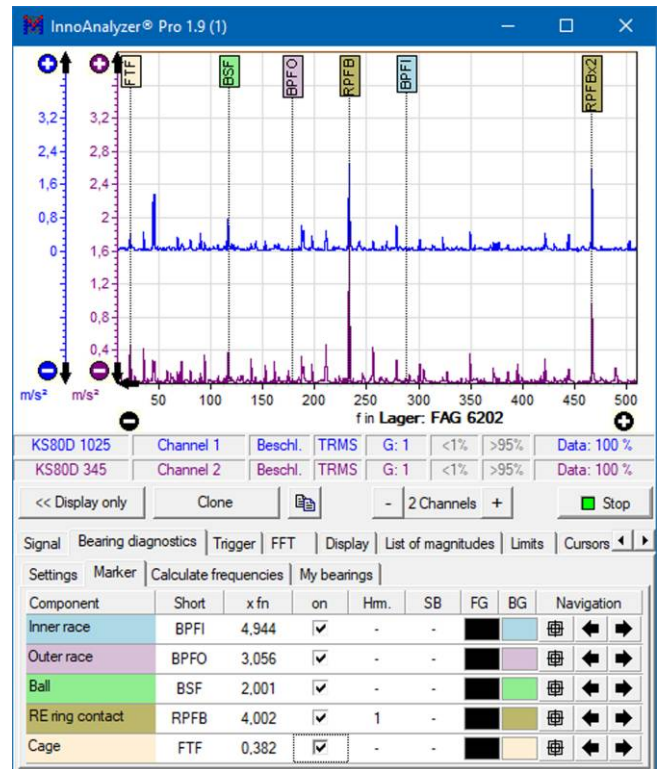 InnoAnalyzer® Pro 1.9 (1)
FTF BSF BPFO RPFB BPFI RPFBx2
3,2 3,2
2,4 2,8
1,6 2,4
0,8 2
0 1,6
1,2
0,8
0,4
m/s² m/s² 50 100 150 200 250 300 350 400 450 500
f in Lager: FAG 6202
KS80D 1025 Channel 1 Beschl. TRMS G: 1 <1% >95% Data: 100 %
KS80D 345 Channel 2 Beschl. TRMS G: 1 <1% >95% Data: 100 %
<< Display only Clone - 2 Channels + Stop
Signal Bearing diagnostics Trigger FFT Display List of magnitudes Limits Cursors
Settings Marker Calculate frequencies My bearings
Component Short x fn on Hrm. SB FG BG Navigation
Inner race BPFI 4,944 - -
Outer race BPFO 3,056 - -
Ball BSF 2,001 - -
RE ring contact RPFB 4,002 1 -
Cage FTF 0,382 - -